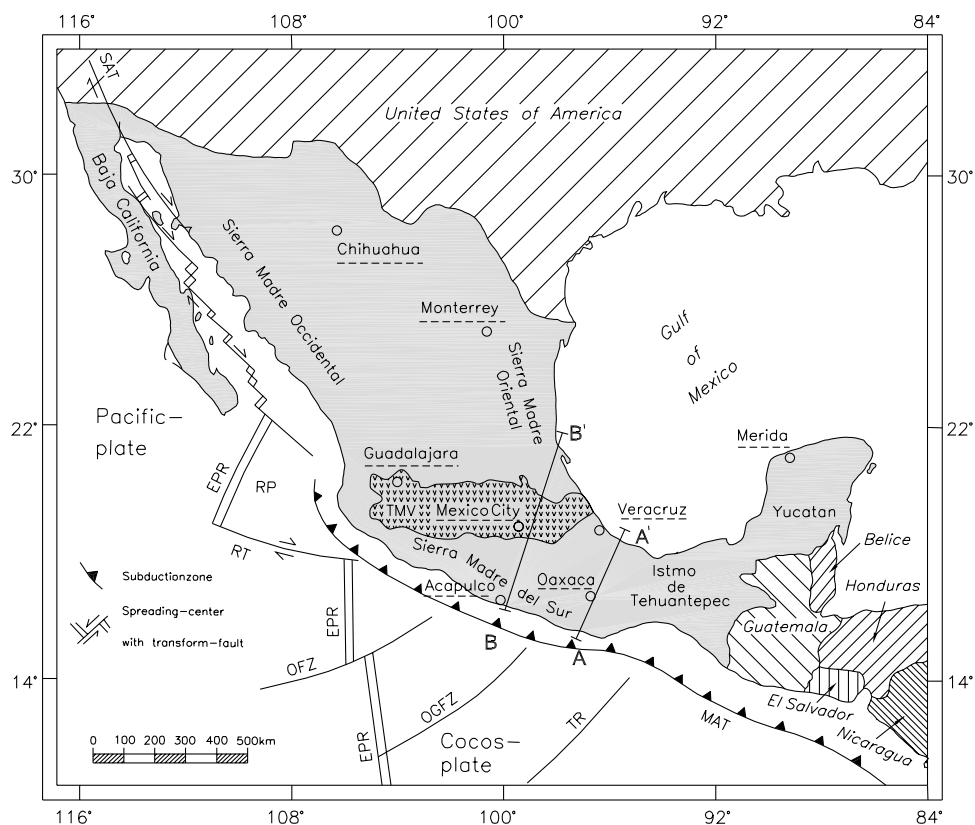 116° 108° 100° 92° 84°
SAT
United States of America
30° 30°
Baja California
Chihuahua
Sierra Madre Occidental
Monterrey
Sierra Madre
Oriental
Gulf
of
Mexico
Pacific-
plate
22° 22°
B'
Merida
Guadalajara
EPR
RP
TMV
Mexico City
Veracruz
Yucatan
A'
RT
Belice
Sierra Madre del Sur
Istmo
de
Tehuantepec
Honduras
Subductionzone
Acapulco
Oaxaca
Spreading-center
with transform-fault
EPR
Guatemala
B
A
OFZ
14° 14°
OGFZ
TR
MAT
El Salvador
Nicaragua
0 100 200 300 400 500km
EPR
Cocos-
plate
116° 108° 100° 92° 84°